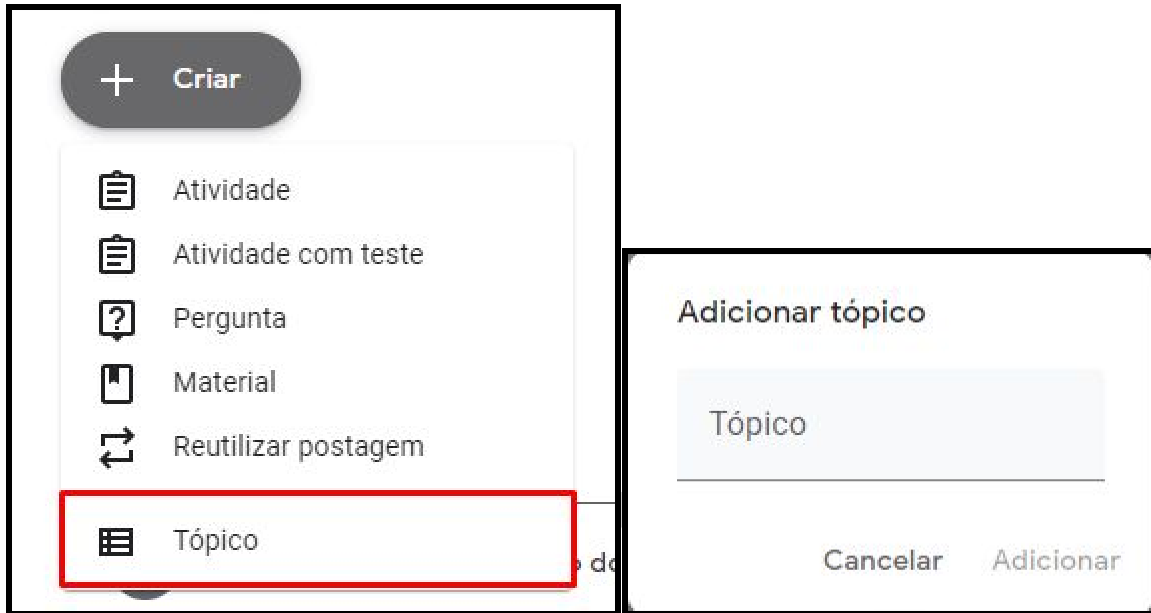 Criar
Atividade
Atividade com teste
Pergunta
Material
Reutilizar postagem
Tópico
Adicionar tópico
Tópico
Cancelar Adicionar